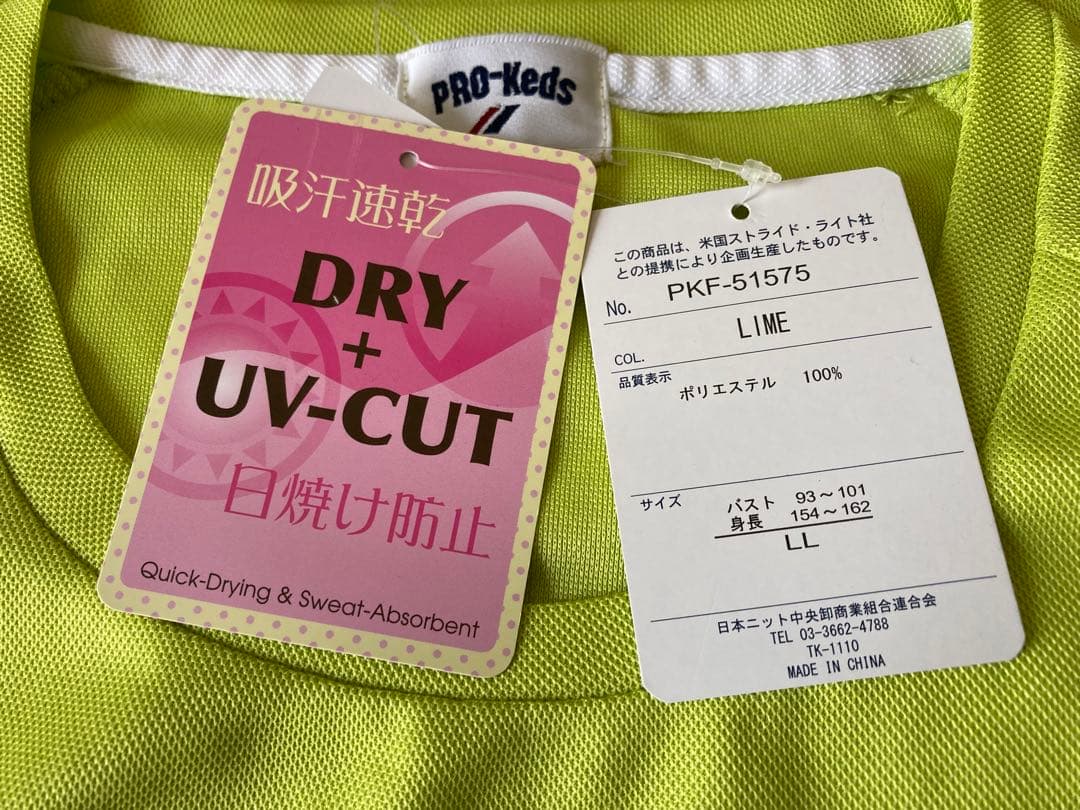 PRO-Keds
吸汗速乾
DRY
+
UV-CUT
日焼け防止
Quick-Drying & Sweat-Absorbent
この商品は、米国ストライド・ライト社
との提携により企画生産したものです。
No. PKF-51575
COL. LIME
品質表示 ポリエステル 100%
サイズ バスト 93～101
身長 154～162
LL
日本ニット中央卸商業組合連合会
TEL 03-3662-4788
TK-1110
MADE IN CHINA